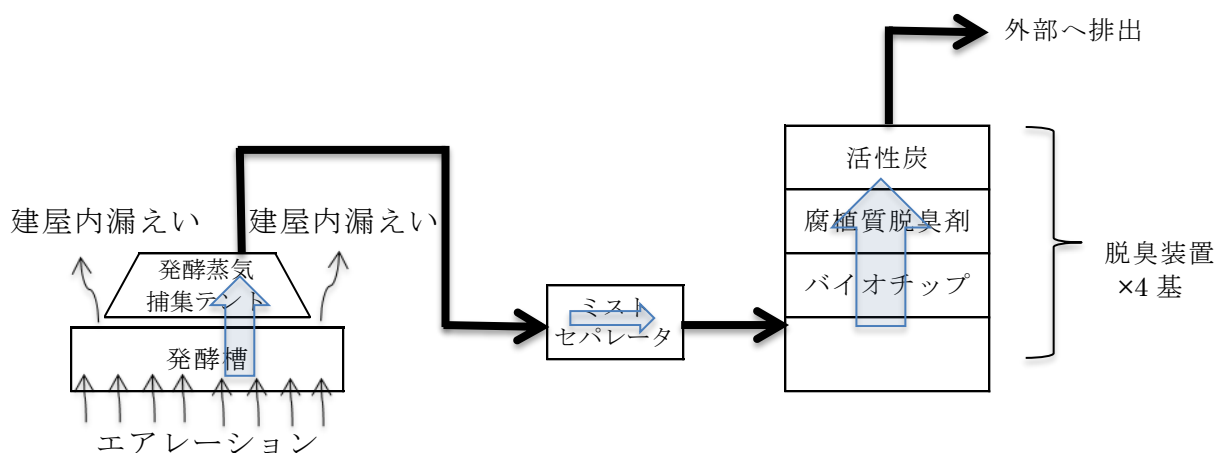 外部へ排出
活性炭
腐植質脱臭剤
バイオチップ
脱臭装置
×4 基
建屋内漏えい
建屋内漏えい
発酵蒸気
捕集テント
発酵槽
エアレーション
ミスト
セパレータ